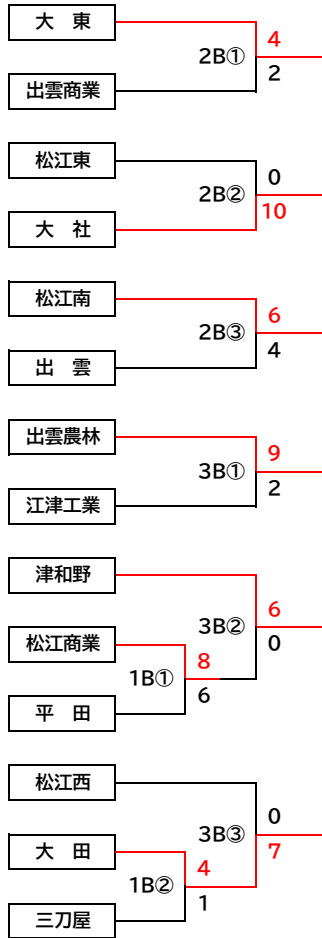 大 東
4
2B①
2
出雲商業
松江東
0
2B②
10
大 社
松江南
6
2B③
4
出 雲
出雲農林
9
3B①
2
江津工業
津和野
6
3B②
0
松江商業
8
1B①
6
平 田
松江西
0
3B③
7
大 田
4
1B②
1
三刀屋